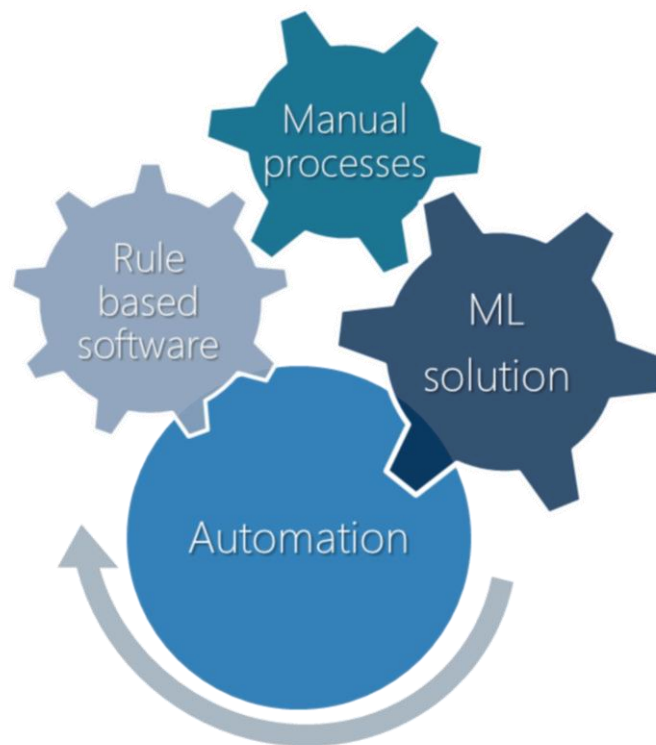 Manual
processes
Rule
based
software
ML
solution
Automation